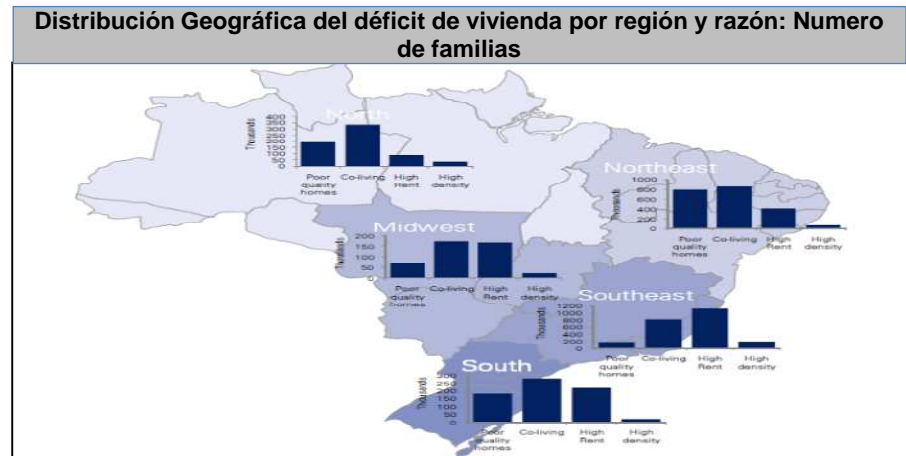 Distribución Geográfica del déficit de vivienda por región y razón: Numero
de familias
North
Thousands
400
350
300
250
200
150
100
50
0
Poor Co-living High High
quality Rent density
homes
Northeast
Thousands
1000
800
600
400
200
0
Poor Co-living High High
quality Rent density
homes
Midwest
Thousands
200
150
100
50
0
Poor Co-living High High
quality Rent density
homes
Southeast
Thousands
1200
1000
800
600
400
200
0
Poor Co-living High High
quality Rent density
homes
South
Thousands
300
250
200
150
100
50
0
Poor Co-living High High
quality Rent density
homes